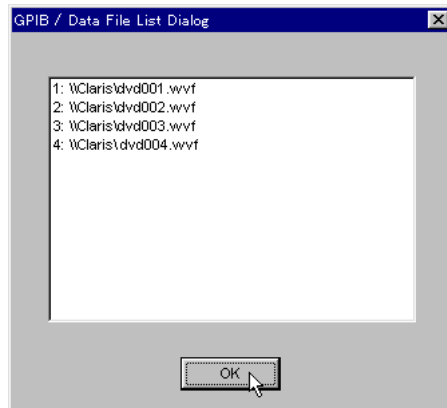 GPIB / Data File List Dialog
1: \\Claris\dvd001.wvf
2: \\Claris\dvd002.wvf
3: \\Claris\dvd003.wvf
4: \\Claris\dvd004.wvf
OK